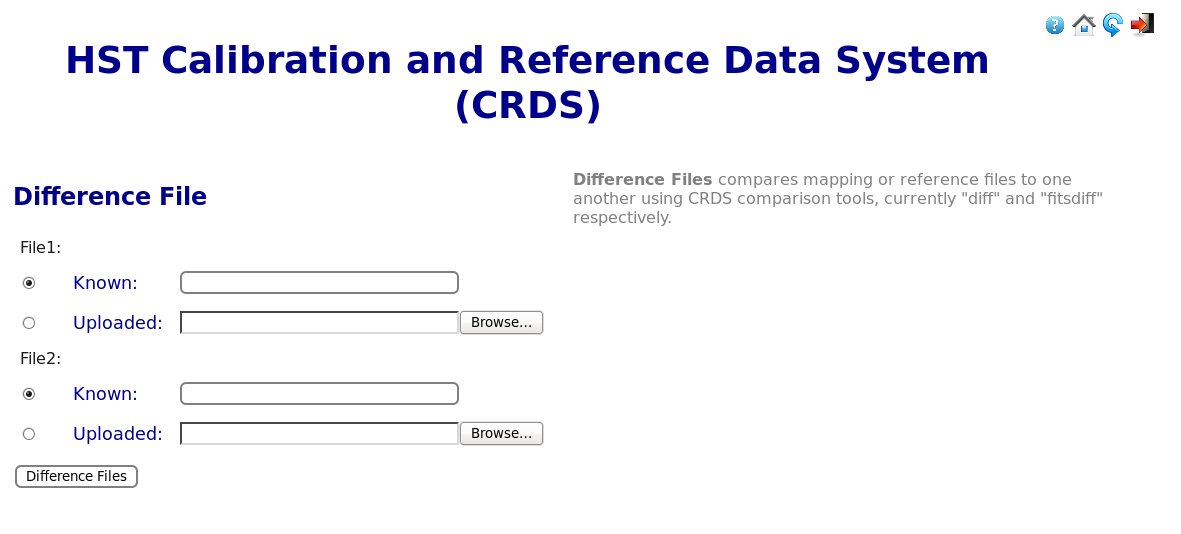 HST Calibration and Reference Data System
(CRDS)
Difference File
Difference Files compares mapping or reference files to one
another using CRDS comparison tools, currently "diff" and "fitsdiff"
respectively.
File1:
Known:
Uploaded: Browse...
File2:
Known:
Uploaded: Browse...
Difference Files